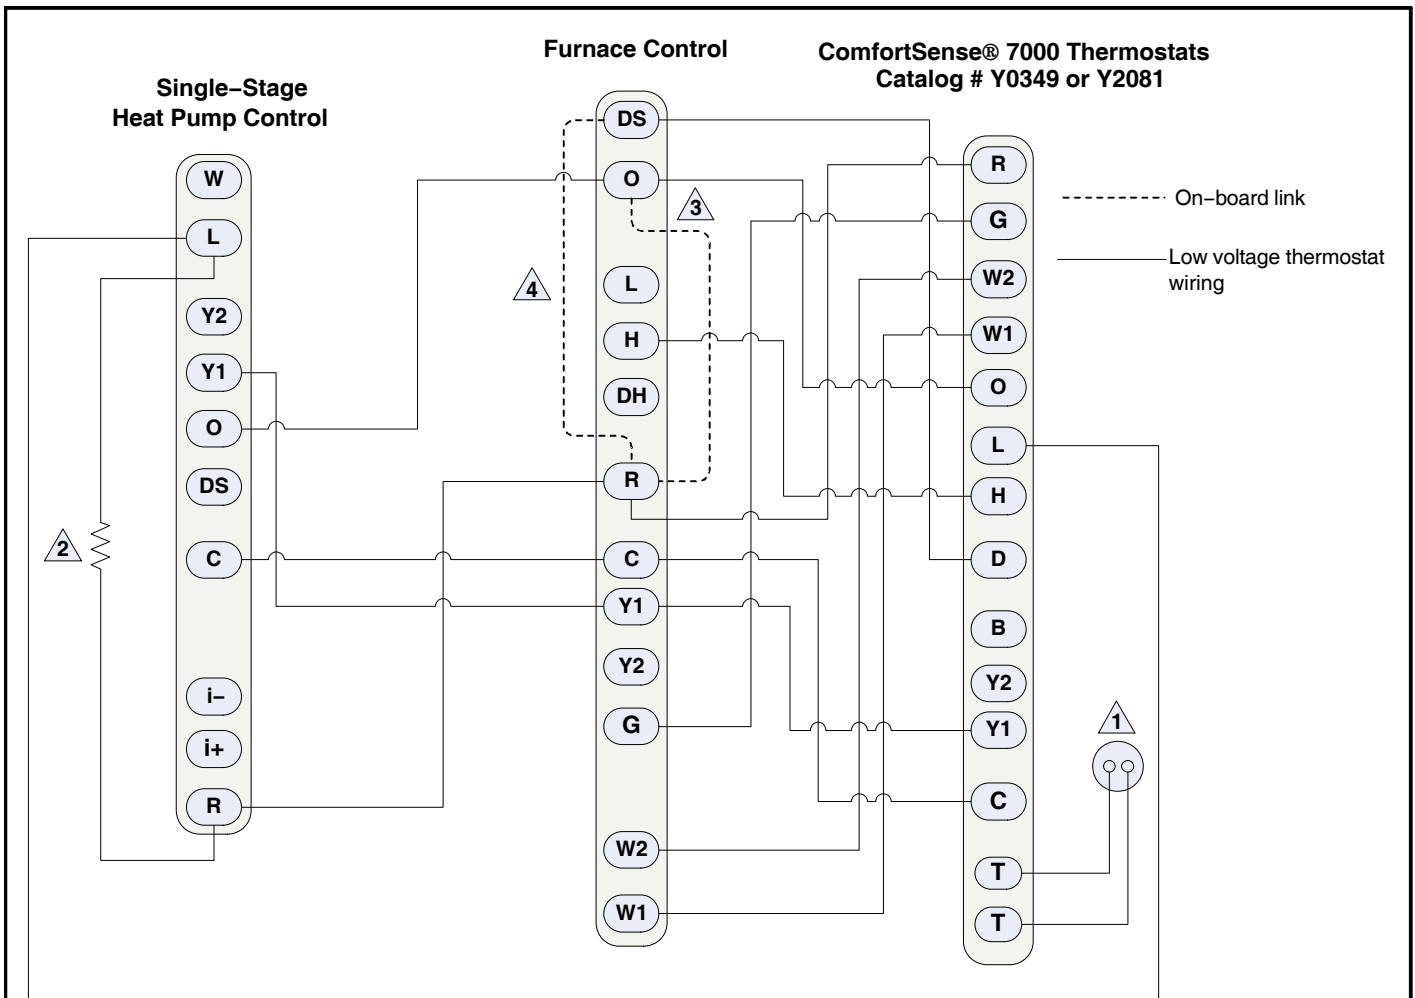 Furnace Control
ComfortSense® 7000 Thermostats
Catalog # Y0349 or Y2081
Single–Stage
Heat Pump Control
W
L
Y2
Y1
O
DS
C
i–
i+
R
2
DS
O
L
H
DH
R
C
Y1
Y2
G
W2
W1
3
4
R
G
W2
W1
O
L
H
D
B
Y2
Y1
C
T
T
1
On–board link
Low voltage thermostat
wiring